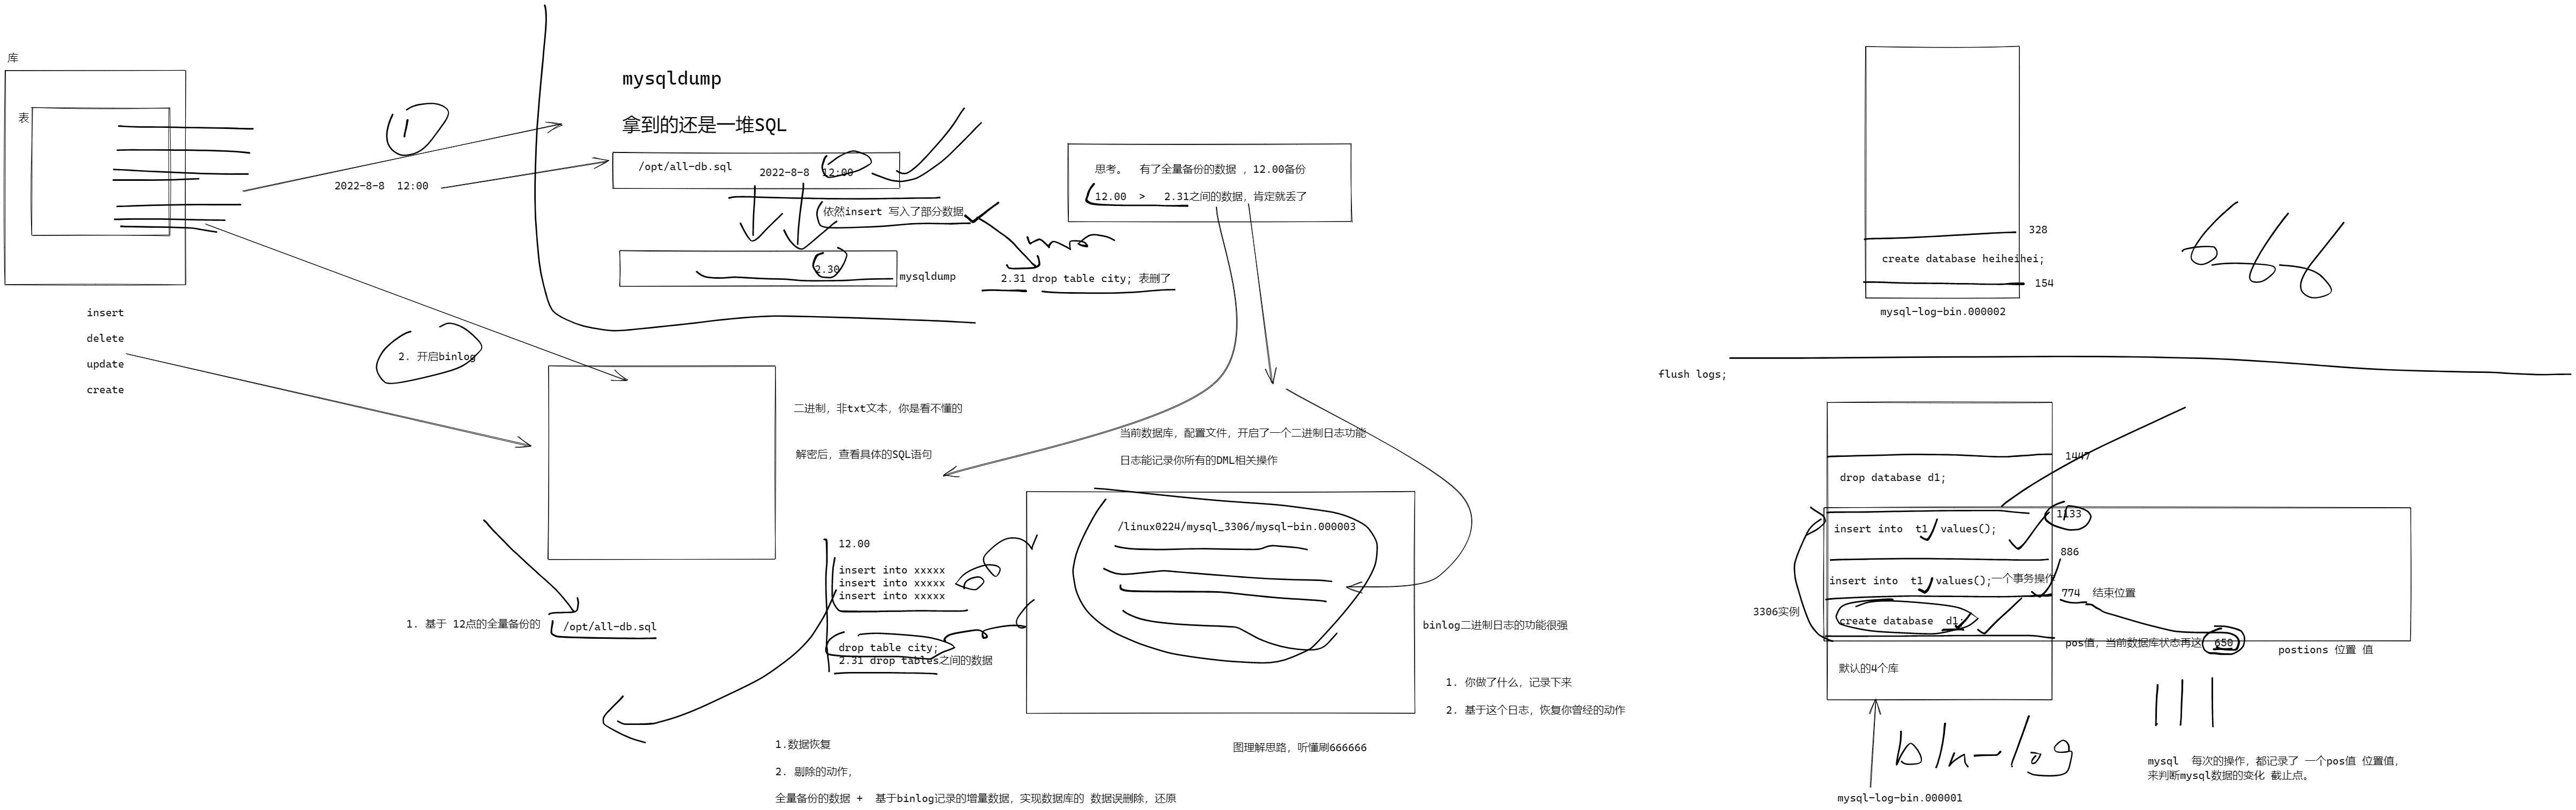 库
表
insert
delete
update
create
1
2022-8-8 12:00
2. 开启binlog
mysqldump
拿到的还是一堆SQL
/opt/all-db.sql 2022-8-8 12:00
依然insert 写入了部分数据
2.30
mysqldump
2.31 drop table city; 表删了
思考。 有了全量备份的数据 ，12.00备份
12.00 > 2.31之间的数据，肯定就丢了
二进制，非txt文本，你是看不懂的
解密后，查看具体的SQL语句
当前数据库，配置文件，开启了一个二进制日志功能
日志能记录你所有的DML相关操作
/linux0224/mysql_3306/mysql-bin.000003
12.00
insert into xxxxx
insert into xxxxx
insert into xxxxx
drop table city;
2.31 drop tables之间的数据
1. 基于 12点的全量备份的
/opt/all-db.sql
binlog二进制日志的功能很强
1. 你做了什么，记录下来
2. 基于这个日志，恢复你曾经的动作
图理解思路，听懂刷666666
1.数据恢复
2. 剔除的动作，
全量备份的数据 + 基于binlog记录的增量数据，实现数据库的 数据误删除，还原
328
create database heiheihei;
154
mysql-log-bin.000002
666
flush logs;
1447
drop database d1;
1133
insert into t1 values();
886
insert into t1 values();一个事务操作
774 结束位置
3306实例
create database d1;
pos值，当前数据库状态再这 650
postions 位置 值
默认的4个库
bin-log
mysql 每次的操作，都记录了 一个pos值 位置值，
来判断mysql数据的变化 截止点。
mysql-log-bin.000001